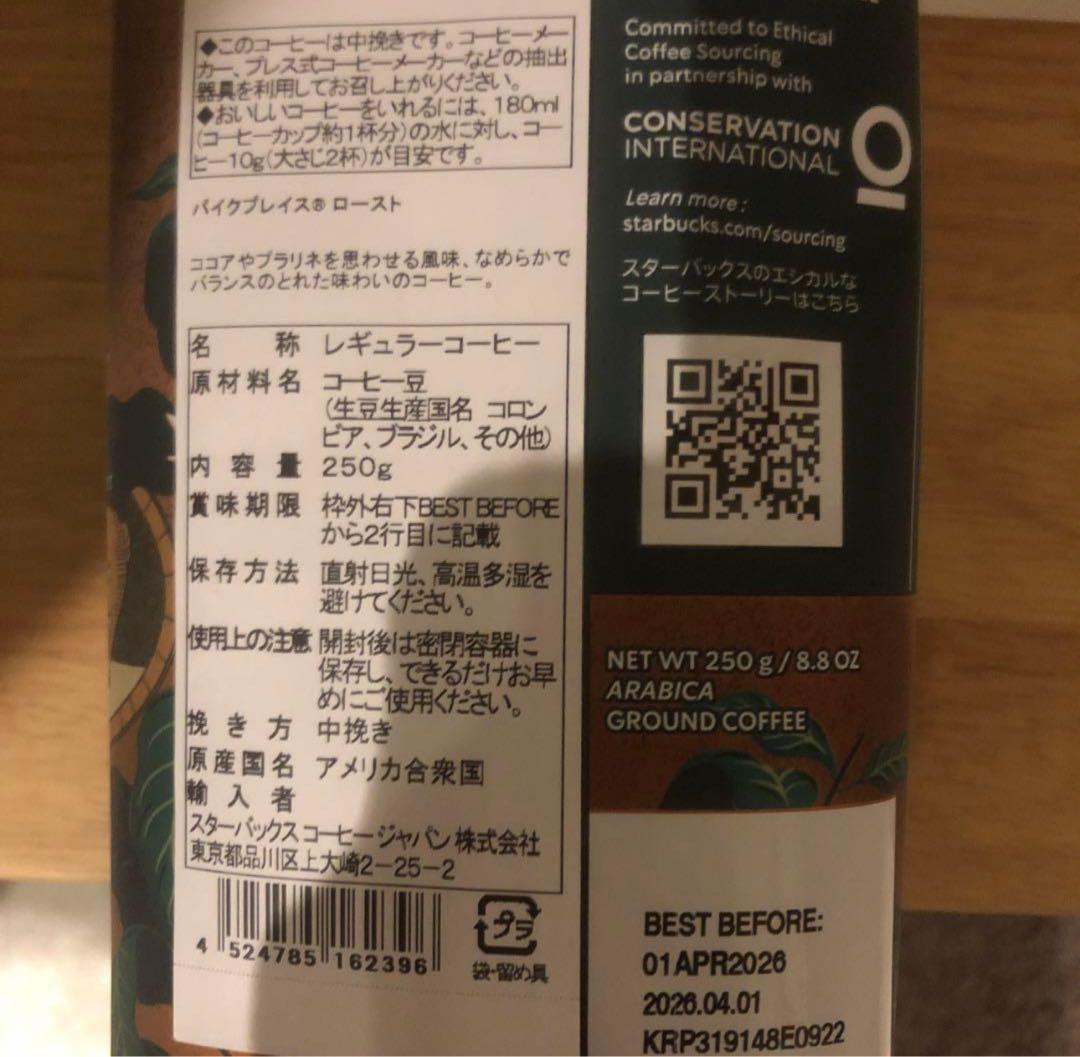 ◆このコーヒーは中挽きです。コーヒーメー
カー、プレス式コーヒーメーカーなどの抽出
器具を利用してお召し上がりください。
◆おいしいコーヒーをいれるには、180ml
(コーヒーカップ約1杯分)の水に対し、コー
ヒー10g(大さじ2杯)が目安です。
パイクプレイス® ロースト
ココアやプラリネを思わせる風味、なめらかで
バランスのとれた味わいのコーヒー。
名称 レギュラーコーヒー
原材料名 コーヒー豆
(生豆生産国名 コロン
ビア、ブラジル、その他)
内容量 250g
賞味期限 枠外右下BEST BEFORE
から2行目に記載
保存方法 直射日光、高温多湿を
避けてください。
使用上の注意 開封後は密閉容器に
保存し、できるだけお早
めにご使用ください。
挽き方 中挽き
原産国名 アメリカ合衆国
輸入者
スターバックス コーヒー ジャパン 株式会社
東京都品川区上大崎2-25-2
4 524785 162396
プラ
袋・留め具
Committed to Ethical
Coffee Sourcing
in partnership with
CONSERVATION
INTERNATIONAL
Learn more:
starbucks.com/sourcing
スターバックスのエシカルな
コーヒーストーリーはこちら
NET WT 250 g / 8.8 OZ
ARABICA
GROUND COFFEE
BEST BEFORE:
01APR2026
2026.04.01
KRP319148E0922